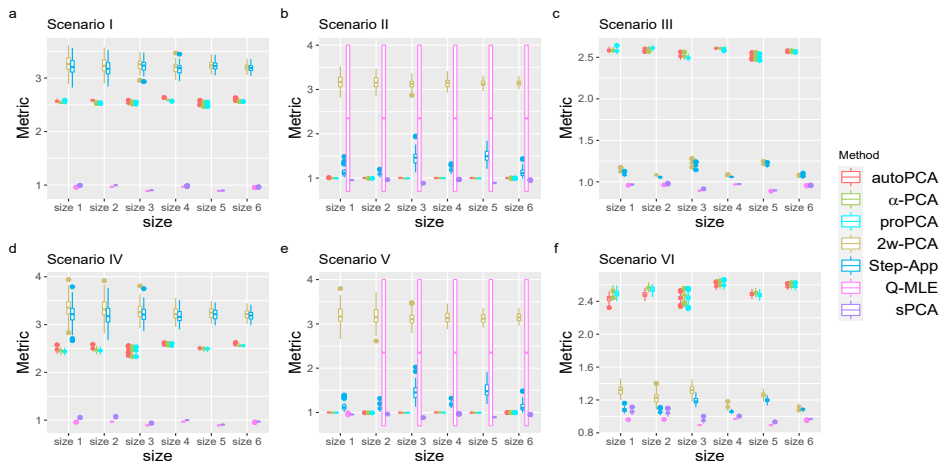 a
Scenario I
Metric
3
2
1
size 1 size 2 size 3 size 4 size 5 size 6
size
b
Scenario II
Metric
4
3
2
1
size 1 size 2 size 3 size 4 size 5 size 6
size
c
Scenario III
Metric
3.0
2.5
2.0
1.5
1.0
size 1 size 2 size 3 size 4 size 5 size 6
size
Method
autoPCA
α-PCA
proPCA
2w-PCA
Step-App
Q-MLE
sPCA
d
Scenario IV
Metric
4
3
2
1
size 1 size 2 size 3 size 4 size 5 size 6
size
e
Scenario V
Metric
4
3
2
1
size 1 size 2 size 3 size 4 size 5 size 6
size
f
Scenario VI
Metric
2.4
2.0
1.6
1.2
0.8
size 1 size 2 size 3 size 4 size 5 size 6
size